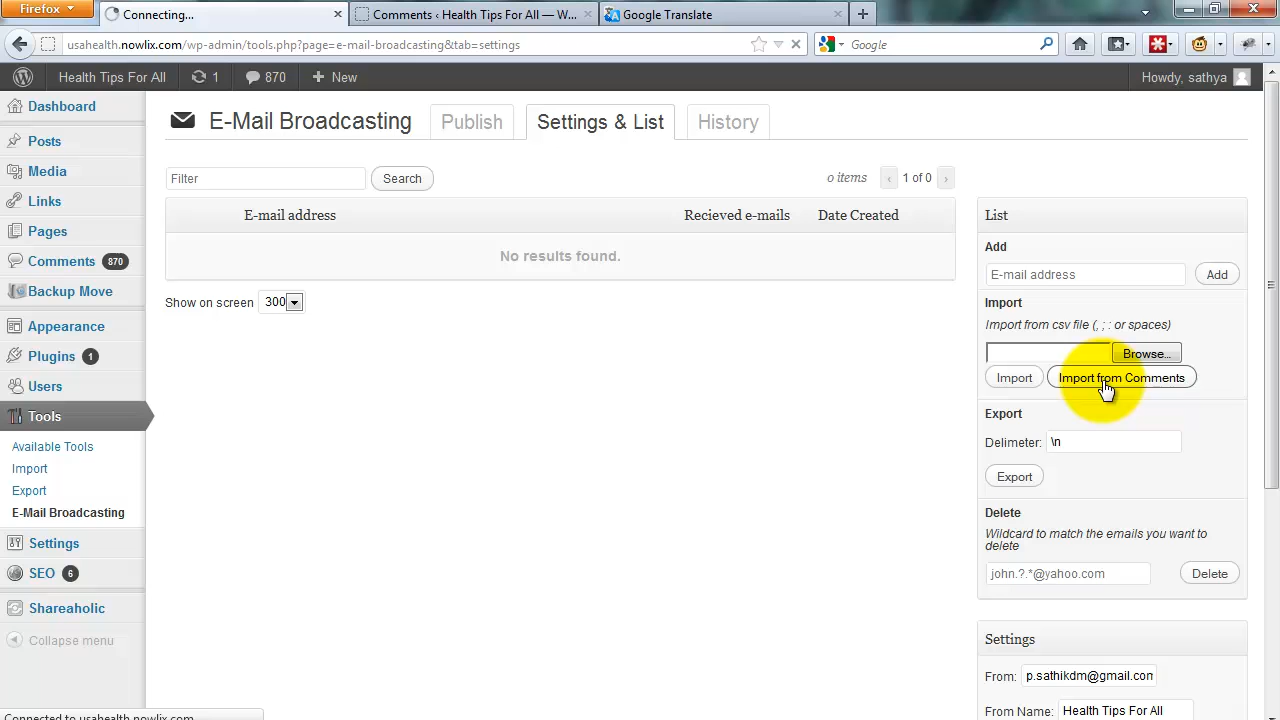 Firefox
Connecting...
Comments ‹ Health Tips For All — W...
Google Translate
usahealth.nowlix.com/wp-admin/tools.php?page=e-mail-broadcasting&tab=settings
Google
Health Tips For All
1
870
New
Howdy, sathya
Dashboard
Posts
Media
Links
Pages
Comments 870
Backup Move
Appearance
Plugins 1
Users
Tools
Available Tools
Import
Export
E-Mail Broadcasting
Settings
SEO 6
Shareaholic
Collapse menu
E-Mail Broadcasting
Publish
Settings & List
History
Filter
Search
0 items
‹ 1 of 0 ›
E-mail address
Recieved e-mails
Date Created
No results found.
Show on screen 300
List
Add
E-mail address
Add
Import
Import from csv file (, ; : or spaces)
Browse...
Import
Import from Comments
Export
Delimeter: \n
Export
Delete
Wildcard to match the emails you want to
delete
john.?.*@yahoo.com
Delete
Settings
From: p.sathikdm@gmail.com
From Name: Health Tips For All
Connected to usahealth.nowlix.com